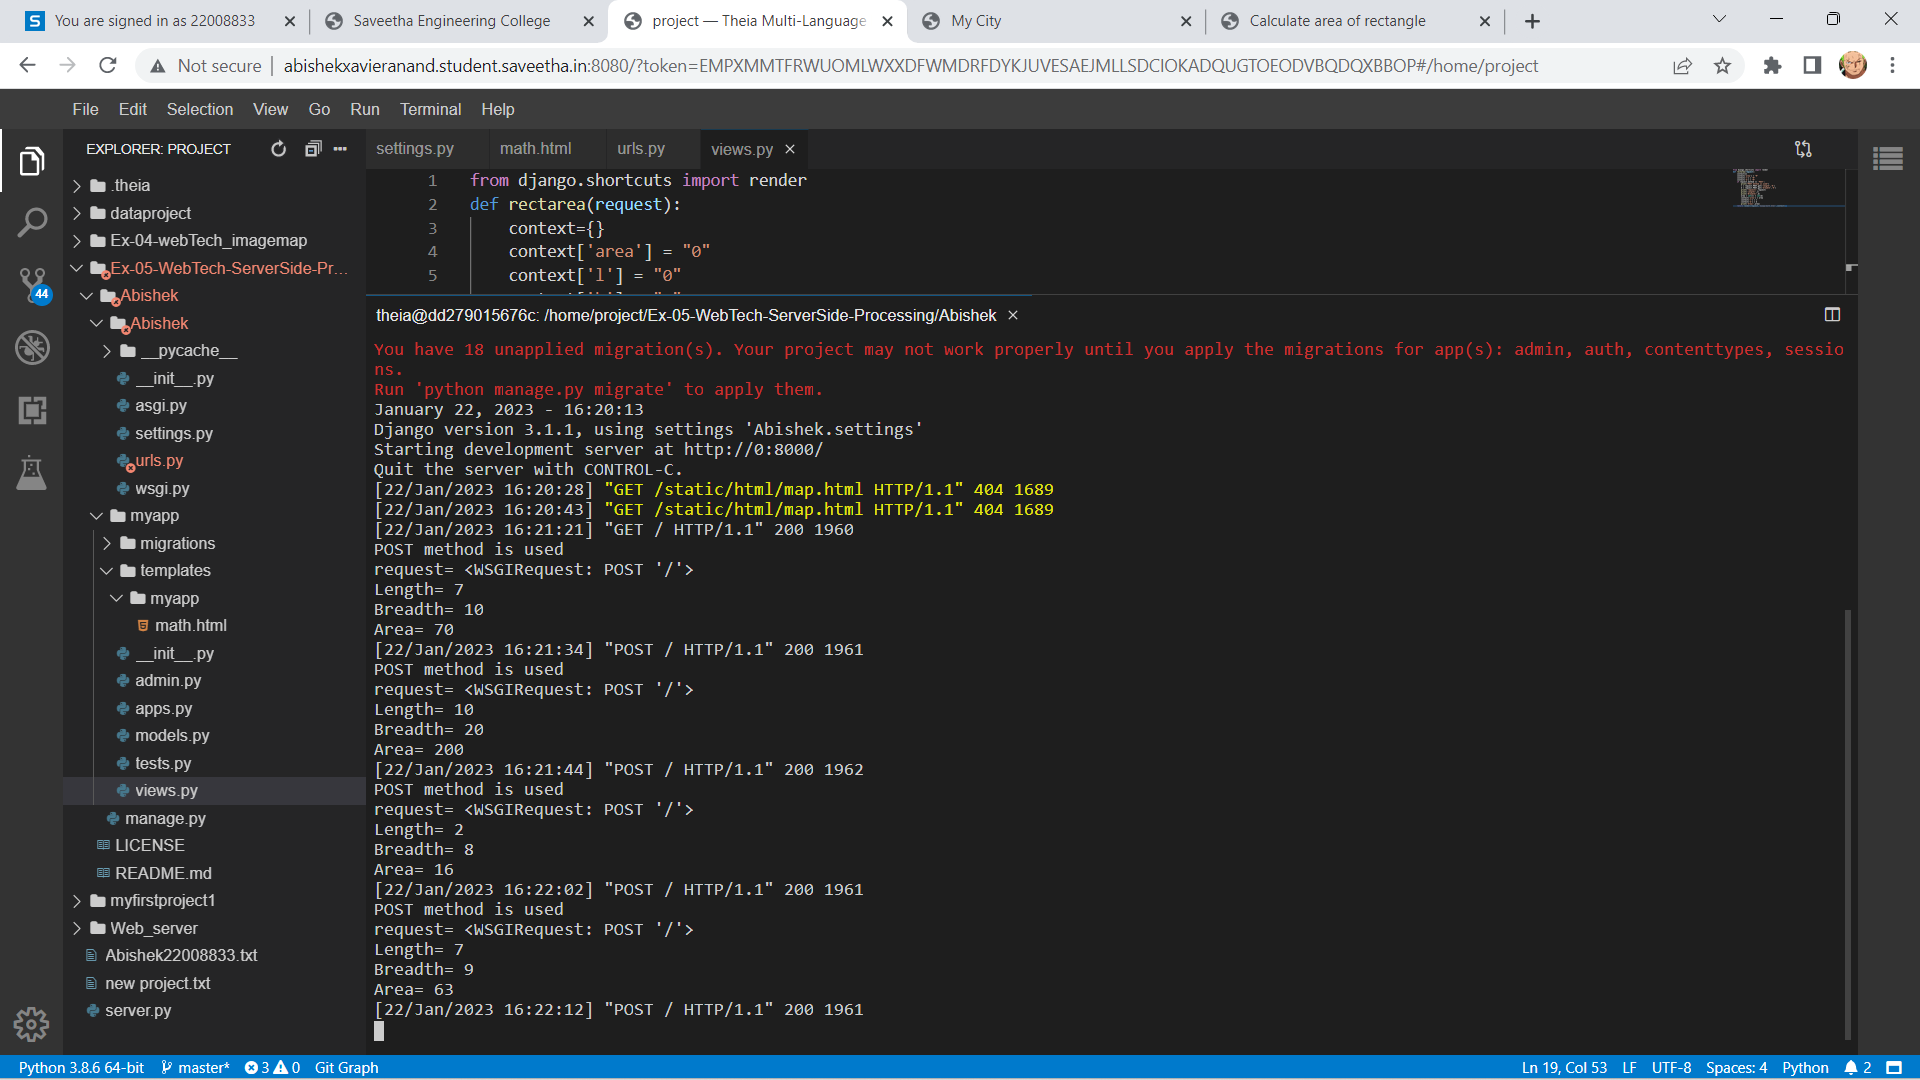 You are signed in as 22008833
Saveetha Engineering College
project — Theia Multi-Language
My City
Calculate area of rectangle
Not secure
abishekxavieranand.student.saveetha.in:8080/?token=EMPXMMTFRWUOMLWXXDFWMDRFDYKJUVESAEJMLLSDCIOKADQUGTOEODVBQDQXBBOP#/home/project
File Edit Selection View Go Run Terminal Help
EXPLORER: PROJECT
.theia
dataproject
Ex-04-webTech_imagemap
Ex-05-WebTech-ServerSide-Pr...
Abishek
Abishek
__pycache__
__init__.py
asgi.py
settings.py
urls.py
wsgi.py
myapp
migrations
templates
myapp
math.html
__init__.py
admin.py
apps.py
models.py
tests.py
views.py
manage.py
LICENSE
README.md
myfirstproject1
Web_server
Abishek22008833.txt
new project.txt
server.py
44
settings.py math.html urls.py views.py
1 from django.shortcuts import render
2 def rectarea(request):
3 context={}
4 context['area'] = "0"
5 context['l'] = "0"
theia@dd279015676c: /home/project/Ex-05-WebTech-ServerSide-Processing/Abishek
You have 18 unapplied migration(s). Your project may not work properly until you apply the migrations for app(s): admin, auth, contenttypes, sessio
ns.
Run 'python manage.py migrate' to apply them.
January 22, 2023 - 16:20:13
Django version 3.1.1, using settings 'Abishek.settings'
Starting development server at http://0:8000/
Quit the server with CONTROL-C.
[22/Jan/2023 16:20:28] "GET /static/html/map.html HTTP/1.1" 404 1689
[22/Jan/2023 16:20:43] "GET /static/html/map.html HTTP/1.1" 404 1689
[22/Jan/2023 16:21:21] "GET / HTTP/1.1" 200 1960
POST method is used
request= <WSGIRequest: POST '/'>
Length= 7
Breadth= 10
Area= 70
[22/Jan/2023 16:21:34] "POST / HTTP/1.1" 200 1961
POST method is used
request= <WSGIRequest: POST '/'>
Length= 10
Breadth= 20
Area= 200
[22/Jan/2023 16:21:44] "POST / HTTP/1.1" 200 1962
POST method is used
request= <WSGIRequest: POST '/'>
Length= 2
Breadth= 8
Area= 16
[22/Jan/2023 16:22:02] "POST / HTTP/1.1" 200 1961
POST method is used
request= <WSGIRequest: POST '/'>
Length= 7
Breadth= 9
Area= 63
[22/Jan/2023 16:22:12] "POST / HTTP/1.1" 200 1961
Python 3.8.6 64-bit master* 3 0 Git Graph Ln 19, Col 53 LF UTF-8 Spaces: 4 Python 2